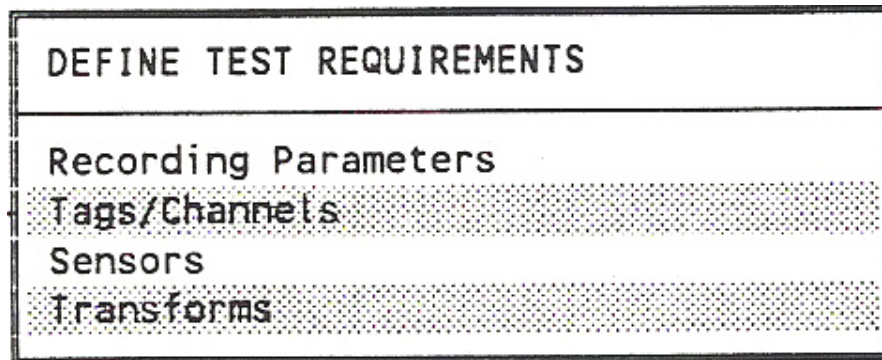 DEFINE TEST REQUIREMENTS
Recording Parameters
Tags/Channels
Sensors
Transforms